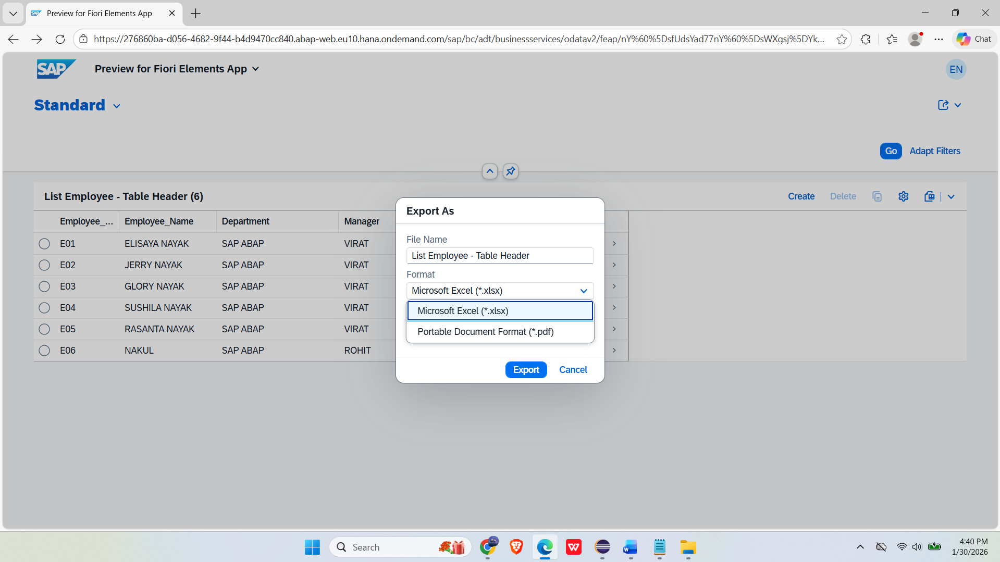 Preview for Fiori Elements App
https://276860ba-d056-4682-9f44-b4d9470cc840.abap-web.eu10.hana.ondemand.com/sap/bc/adt/businessservices/odatav2/feap/nY%60%5DsfUdsYad77nY%60%5DsWXgsj%5DYk...
Chat
SAP Preview for Fiori Elements App
EN
Standard
Go Adapt Filters
List Employee - Table Header (6)
Create Delete
Employee_... Employee_Name Department Manager
E01 ELISAYA NAYAK SAP ABAP VIRAT
E02 JERRY NAYAK SAP ABAP VIRAT
E03 GLORY NAYAK SAP ABAP VIRAT
E04 SUSHILA NAYAK SAP ABAP VIRAT
E05 RASANTA NAYAK SAP ABAP VIRAT
E06 NAKUL SAP ABAP ROHIT
Export As
File Name
List Employee - Table Header
Format
Microsoft Excel (*.xlsx)
Microsoft Excel (*.xlsx)
Portable Document Format (*.pdf)
Export Cancel
Search
4:40 PM
1/30/2026